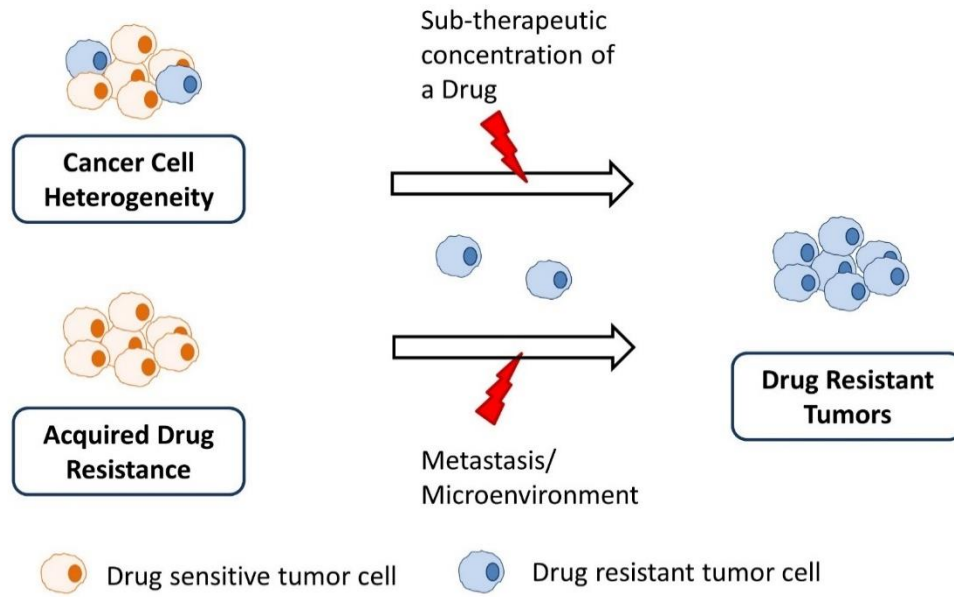 Sub-therapeutic
concentration of
a Drug
Cancer Cell
Heterogeneity
Acquired Drug
Resistance
Metastasis/
Microenvironment
Drug Resistant
Tumors
Drug sensitive tumor cell
Drug resistant tumor cell